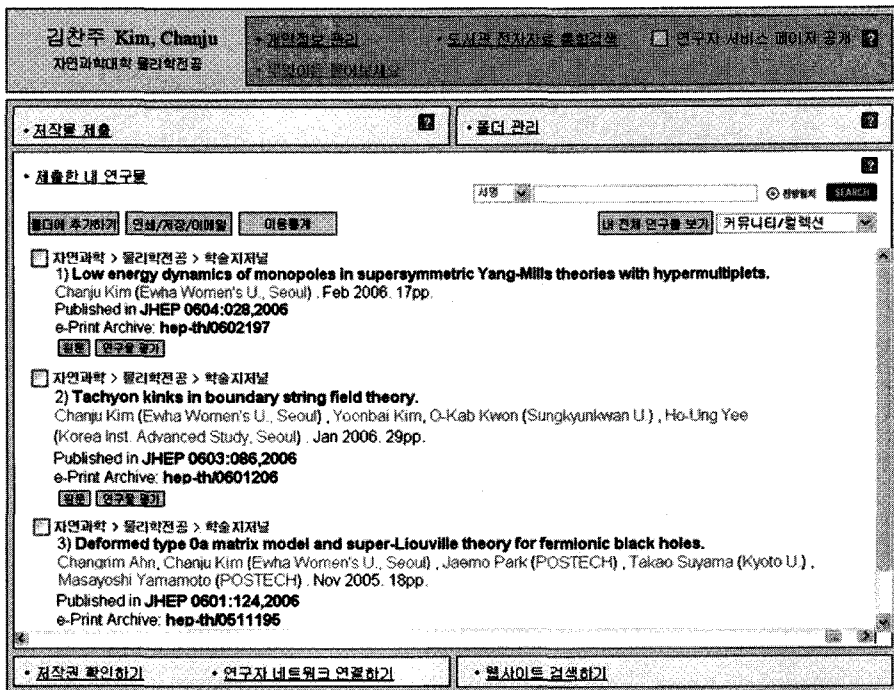 김찬주 Kim, Chanju
자연과학대학 물리학전공
• 개인정보 관리 • 도서관 전자자료 통합검색 연구자 서비스 페이지 공개 ?
• 무엇이든 물어보세요
• 저작물 제출 ?
• 폴더 관리 ?
• 제출한 내 연구물 ?
서명 SEARCH
폴더에 추가하기 인쇄/저장/이메일 이용통계 내 전체 연구물 보기 커뮤니티/컬렉션
자연과학 > 물리학전공 > 학술지저널
1) Low energy dynamics of monopoles in supersymmetric Yang-Mills theories with hypermultiplets.
Chanju Kim (Ewha Women's U., Seoul) . Feb 2006. 17pp.
Published in JHEP 0604:028,2006
e-Print Archive: hep-th/0602197
원문 연구물 평가
자연과학 > 물리학전공 > 학술지저널
2) Tachyon kinks in boundary string field theory.
Chanju Kim (Ewha Women's U., Seoul) , Yoonbai Kim, O-Kab Kwon (Sungkyunkwan U.) , Ho-Ung Yee
(Korea Inst. Advanced Study, Seoul) . Jan 2006. 29pp.
Published in JHEP 0603:086,2006
e-Print Archive: hep-th/0601206
원문 연구물 평가
자연과학 > 물리학전공 > 학술지저널
3) Deformed type 0a matrix model and super-Liouville theory for fermionic black holes.
Changrim Ahn, Chanju Kim (Ewha Women's U., Seoul) , Jaemo Park (POSTECH) , Takao Suyama (Kyoto U.) ,
Masayoshi Yamamoto (POSTECH) . Nov 2005. 18pp.
Published in JHEP 0601:124,2006
e-Print Archive: hep-th/0511195
• 저작권 확인하기 • 연구자 네트워크 연결하기 • 웹사이트 검색하기